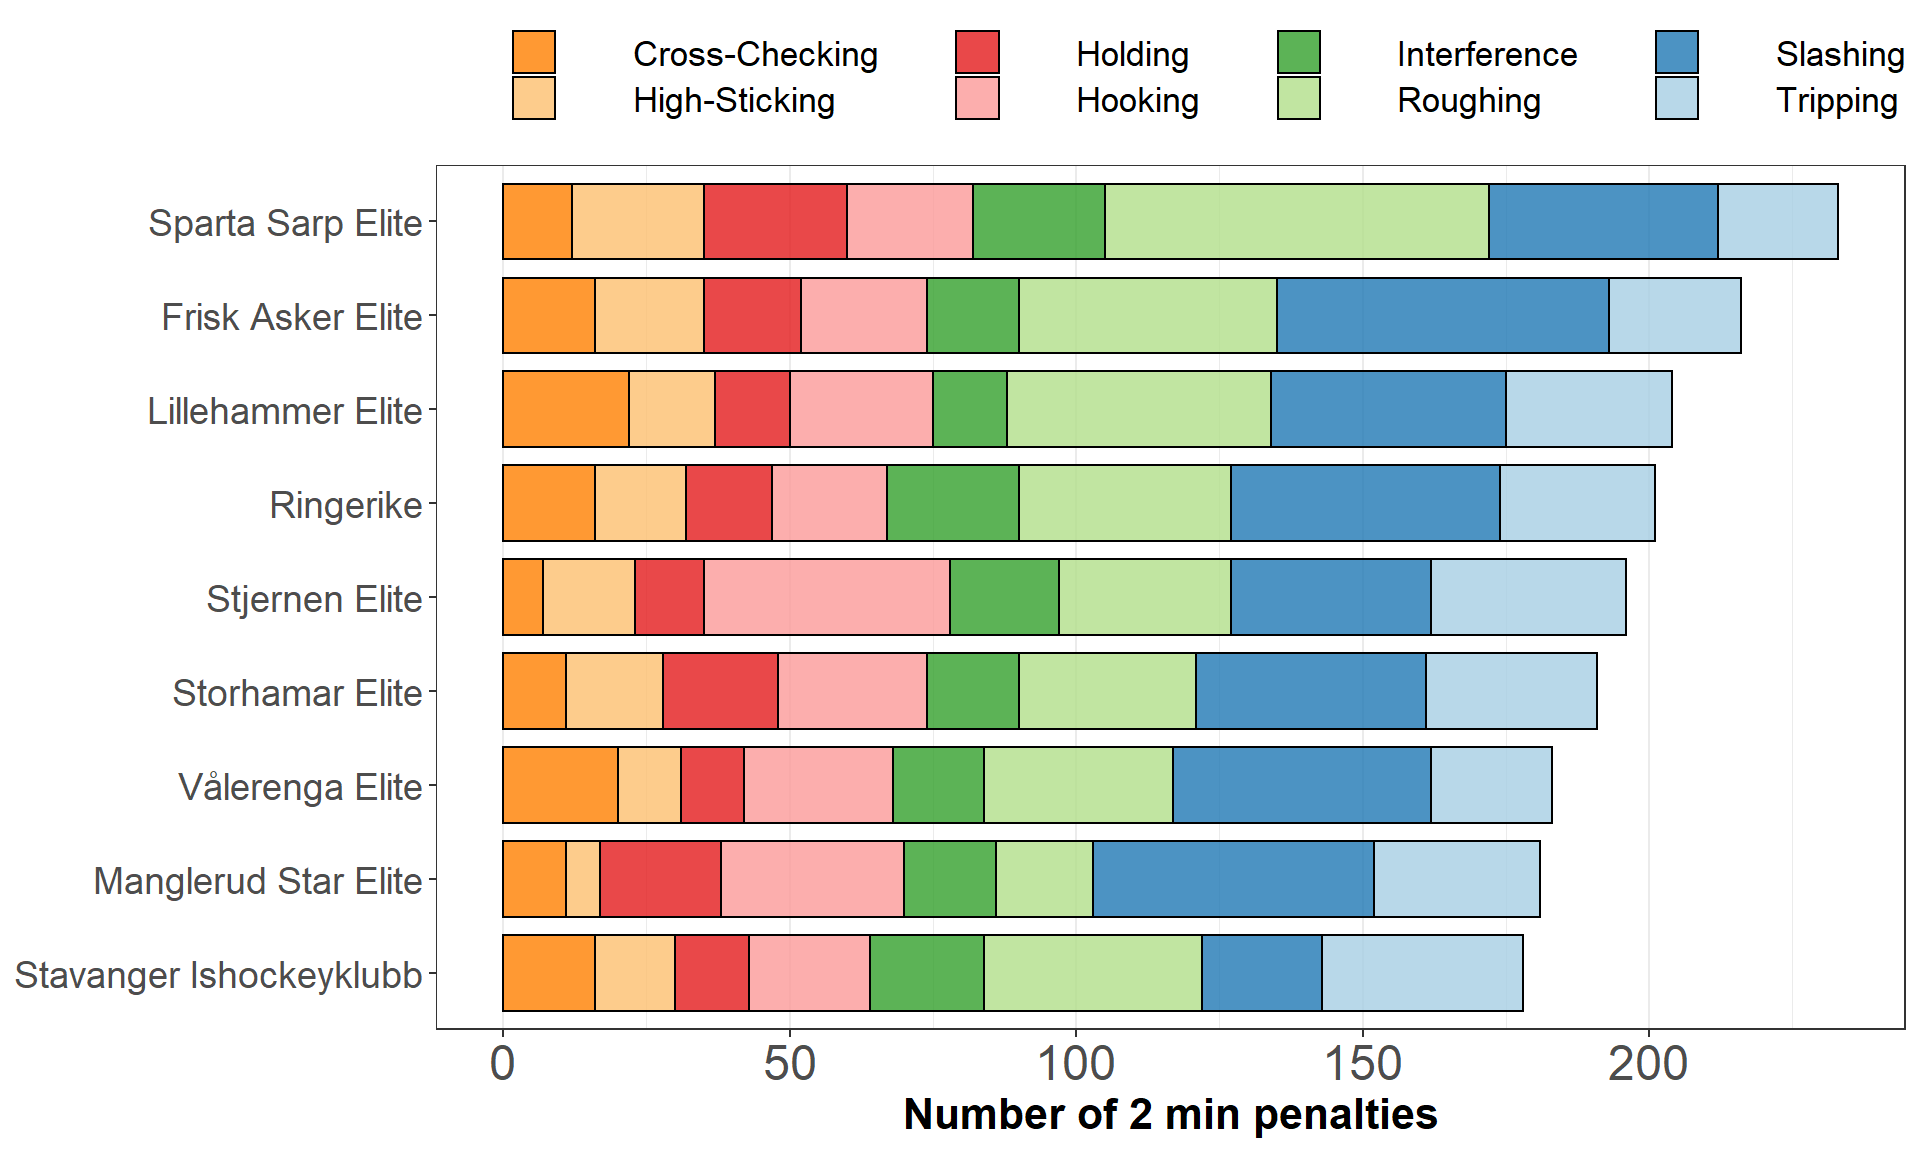 Cross-Checking Holding Interference Slashing
High-Sticking Hooking Roughing Tripping
Sparta Sarp Elite
Frisk Asker Elite
Lillehammer Elite
Ringerike
Stjernen Elite
Storhamar Elite
Vålerenga Elite
Manglerud Star Elite
Stavanger Ishockeyklubb
0 50 100 150 200
Number of 2 min penalties